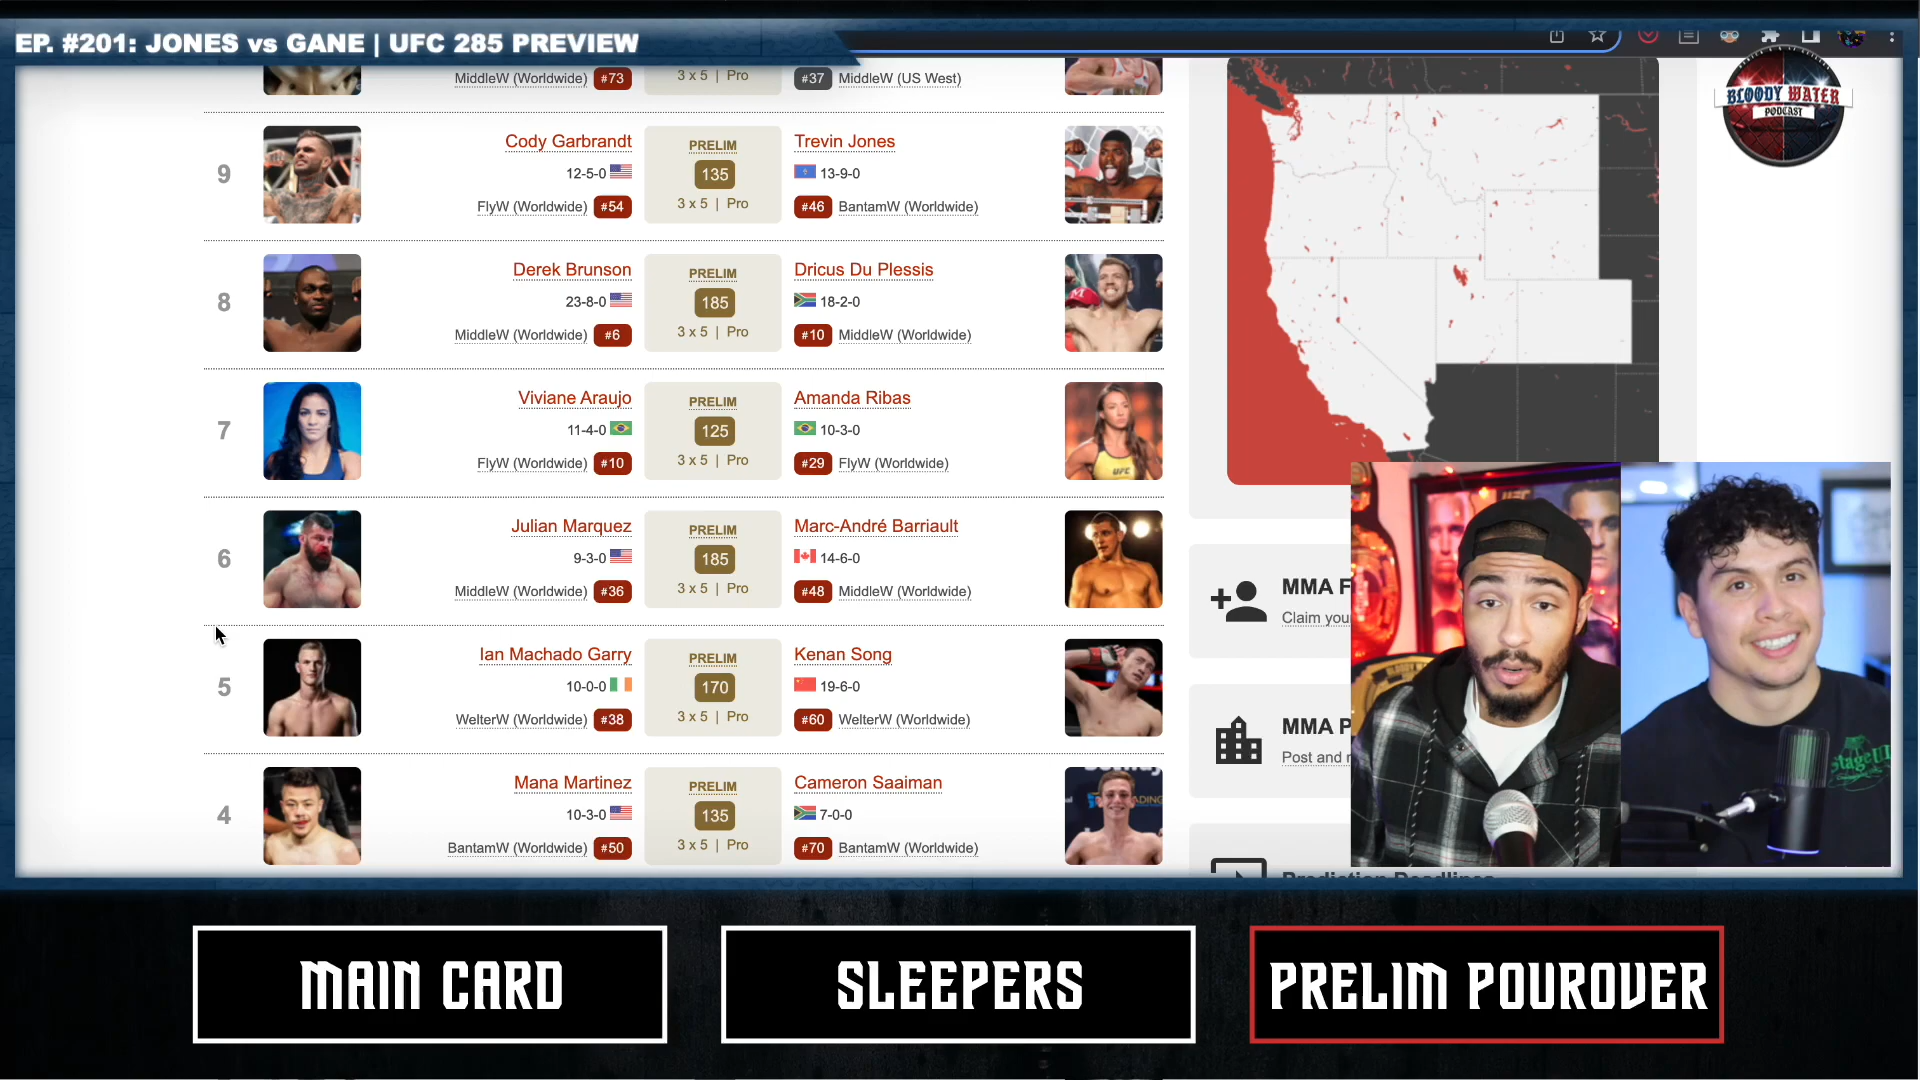 EP. #201: JONES vs GANE | UFC 285 PREVIEW
BLOODY WATER
PODCAST
MiddleW (Worldwide) #73
3 x 5 | Pro
#37 MiddleW (US West)
9
Cody Garbrandt
12-5-0
FlyW (Worldwide) #54
PRELIM
135
3 x 5 | Pro
Trevin Jones
13-9-0
#46 BantamW (Worldwide)
8
Derek Brunson
23-8-0
MiddleW (Worldwide) #6
PRELIM
185
3 x 5 | Pro
Dricus Du Plessis
18-2-0
#10 MiddleW (Worldwide)
7
Viviane Araujo
11-4-0
FlyW (Worldwide) #10
PRELIM
125
3 x 5 | Pro
Amanda Ribas
10-3-0
#29 FlyW (Worldwide)
UFC
6
Julian Marquez
9-3-0
MiddleW (Worldwide) #36
PRELIM
185
3 x 5 | Pro
Marc-André Barriault
14-6-0
#48 MiddleW (Worldwide)
5
Ian Machado Garry
10-0-0
WelterW (Worldwide) #38
PRELIM
170
3 x 5 | Pro
Kenan Song
19-6-0
#60 WelterW (Worldwide)
4
Mana Martinez
10-3-0
BantamW (Worldwide) #50
PRELIM
135
3 x 5 | Pro
Cameron Saaiman
7-0-0
#70 BantamW (Worldwide)
MMA F
Claim you
MMA P
Post and r
Prediction Deadlines
MAIN CARD
SLEEPERS
PRELIM POUROVER